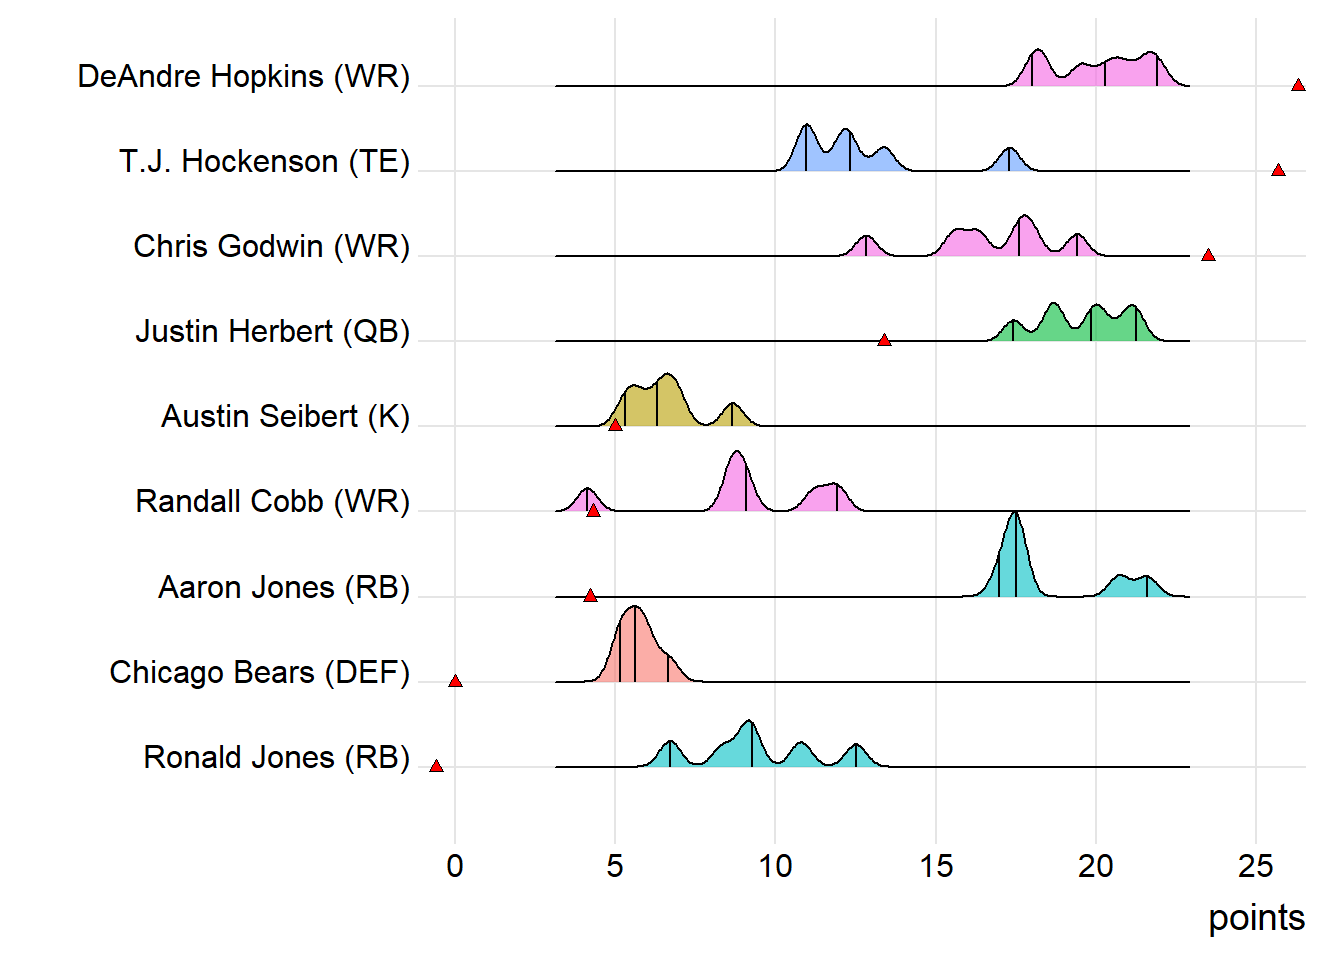 DeAndre Hopkins (WR)
T.J. Hockenson (TE)
Chris Godwin (WR)
Justin Herbert (QB)
Austin Seibert (K)
Randall Cobb (WR)
Aaron Jones (RB)
Chicago Bears (DEF)
Ronald Jones (RB)
0 5 10 15 20 25
points